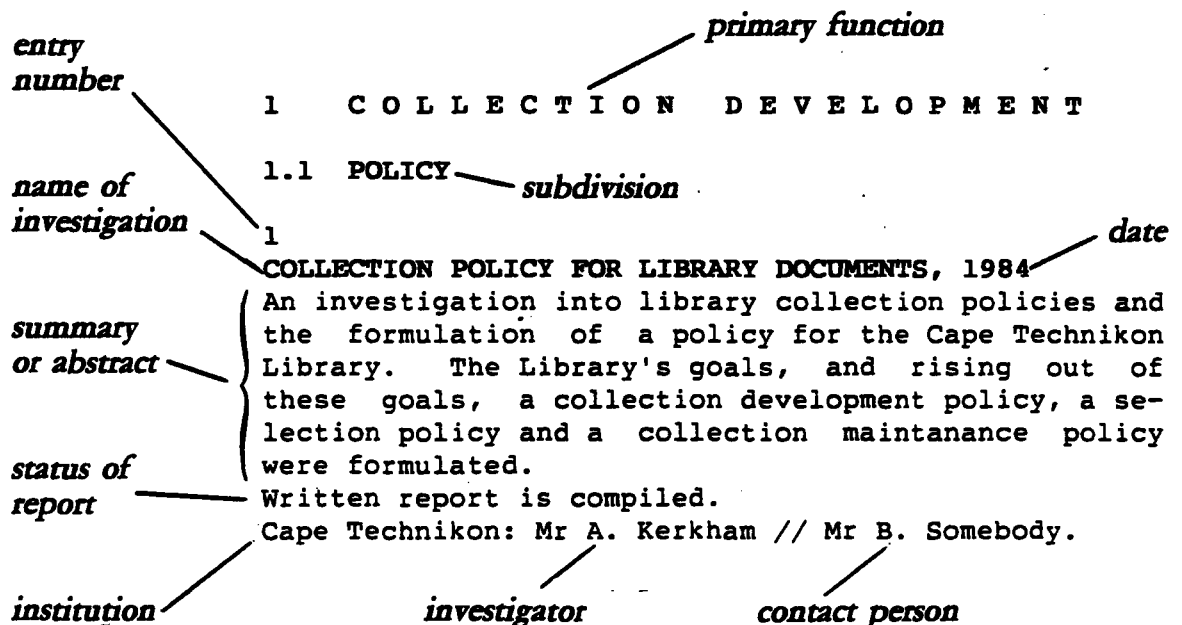 primary function
entry
number
1 COLLECTION DEVELOPMENT
1.1 POLICY
subdivision
name of
investigation
1
date
COLLECTION POLICY FOR LIBRARY DOCUMENTS, 1984
An investigation into library collection policies and
the formulation of a policy for the Cape Technikon
summary
or abstract
Library. The Library's goals, and rising out of
these goals, a collection development policy, a se-
lection policy and a collection maintanance policy
were formulated.
status of
report
Written report is compiled.
Cape Technikon: Mr A. Kerkham // Mr B. Somebody.
institution
investigator
contact person